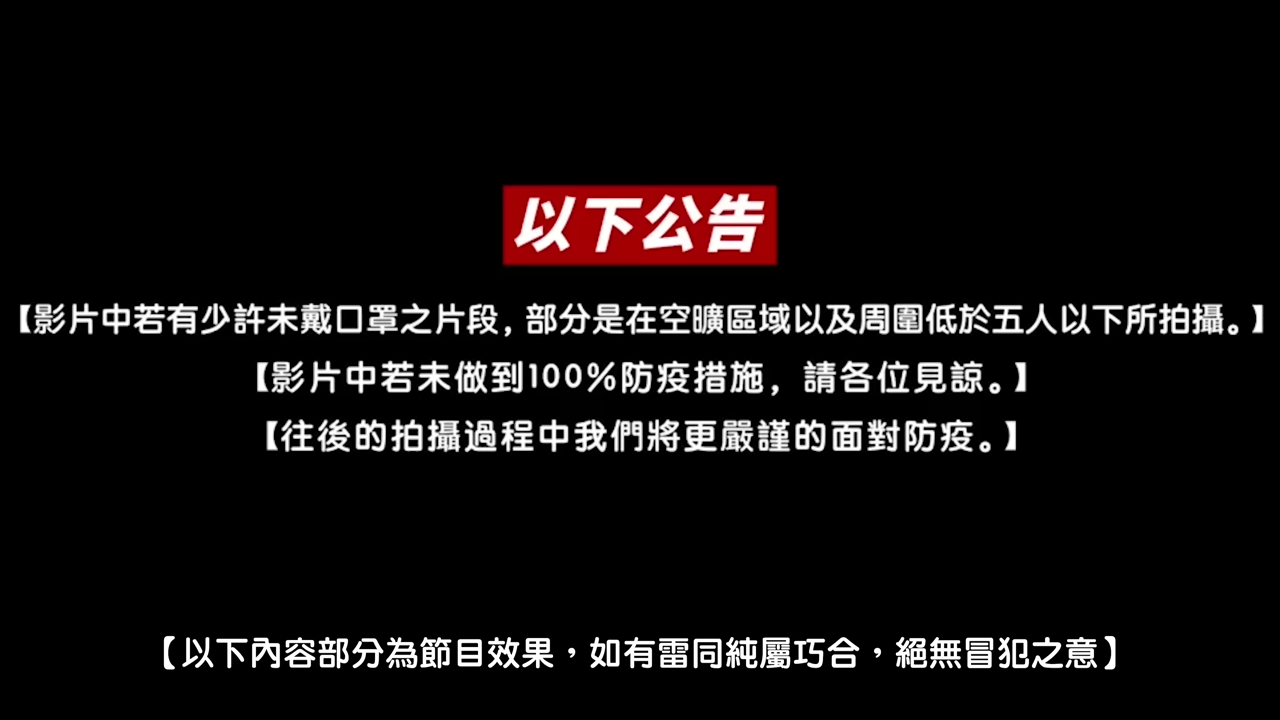 以下公告
【影片中若有少許未戴口罩之片段,部分是在空曠區域以及周圍低於五人以下所拍攝。】
【影片中若未做到100%防疫措施,請各位見諒。】
【往後的拍攝過程中我們將更嚴謹的面對防疫。】
【以下內容部分為節目效果,如有雷同純屬巧合,絕無冒犯之意】